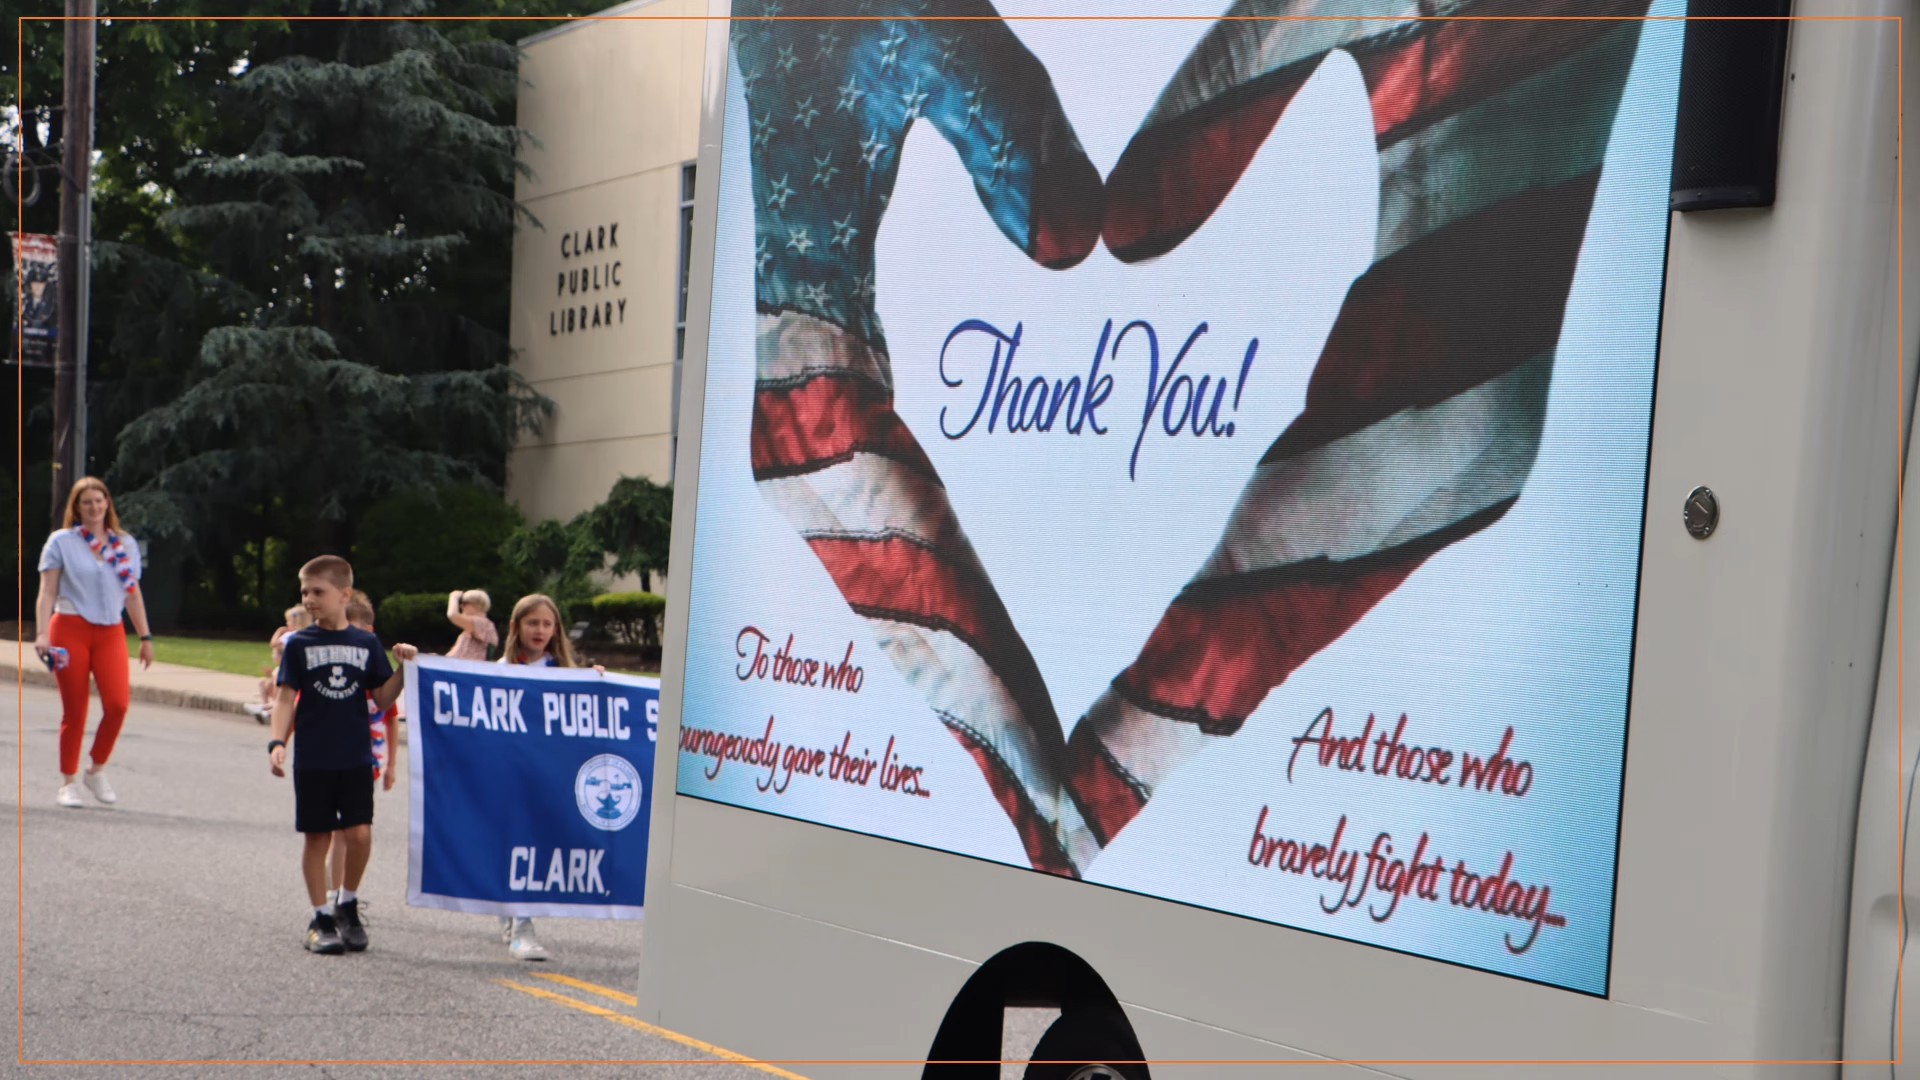 CLARK
PUBLIC
LIBRARY
Thank You!
To those who
ourageously gave their lives...
And those who
bravely fight today...
HEHNLY
ELEMENTARY
CLARK PUBLIC S
CLARK,